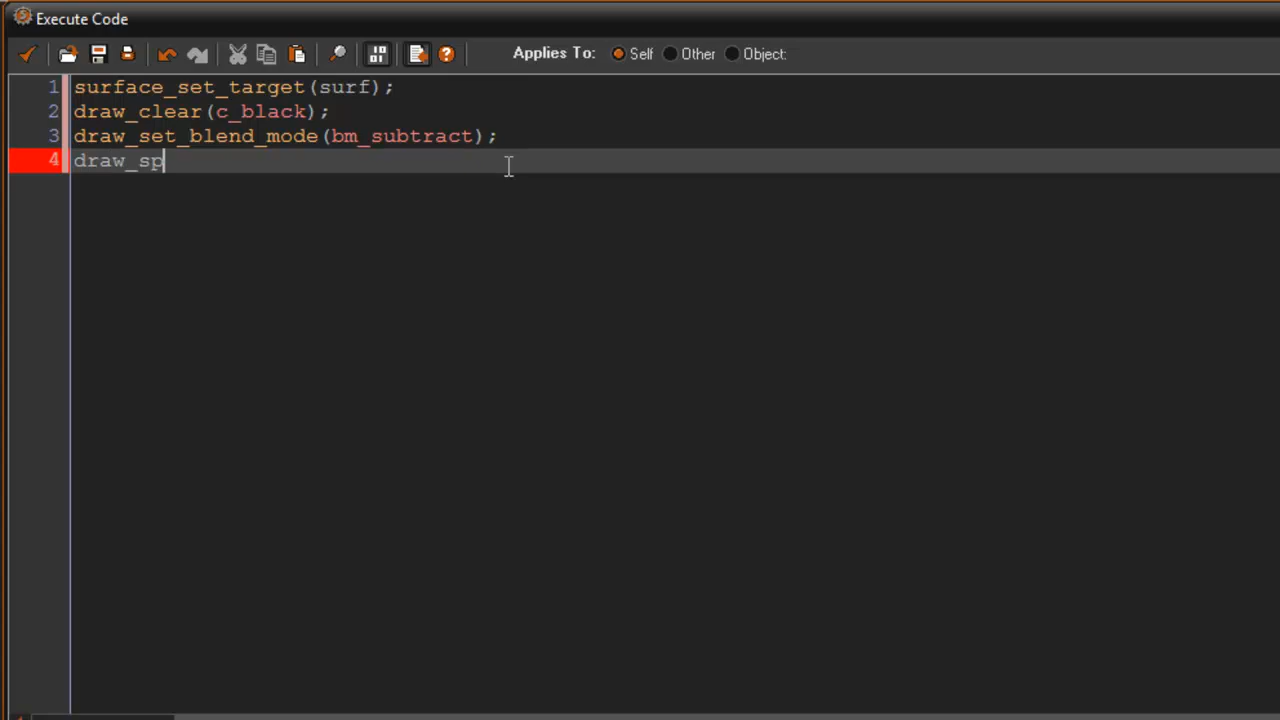 Execute Code
Applies To: Self Other Object:
1 surface_set_target(surf);
2 draw_clear(c_black);
3 draw_set_blend_mode(bm_subtract);
4 draw_sp